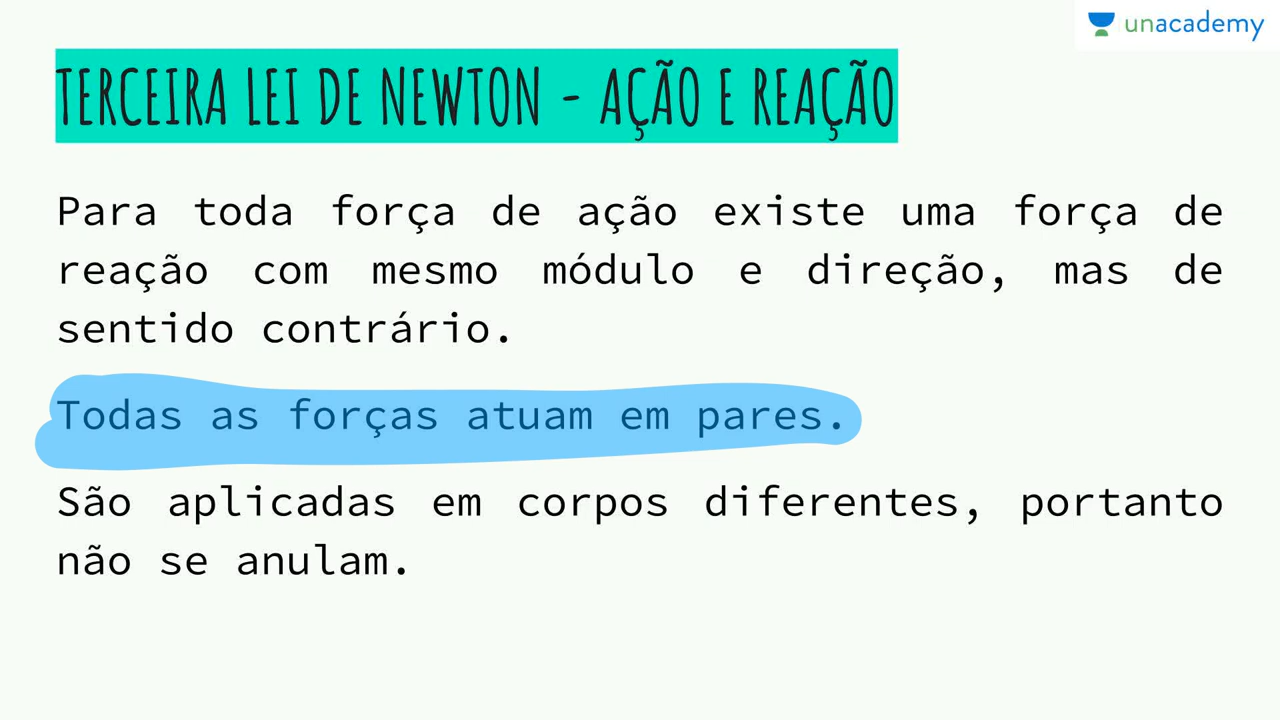 unacademy
TERCEIRA LEI DE NEWTON - AÇÃO E REAÇÃO
Para toda força de ação existe uma força de
reação com mesmo módulo e direção, mas de
sentido contrário.
Todas as forças atuam em pares.
São aplicadas em corpos diferentes, portanto
não se anulam.